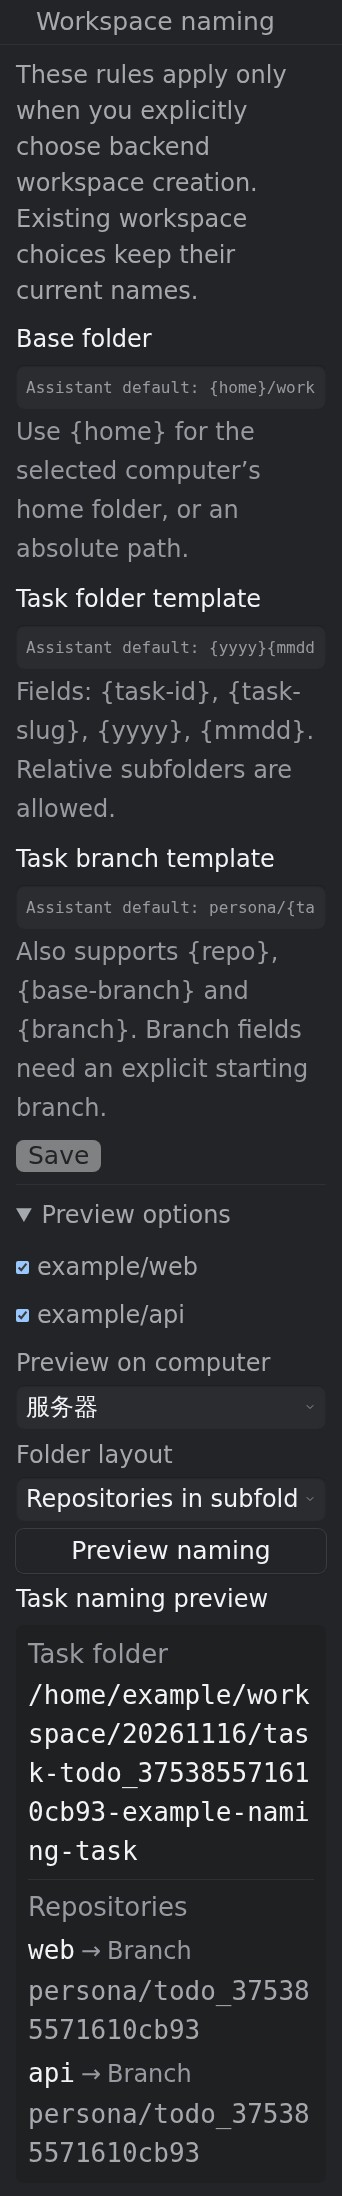 Workspace naming
These rules apply only
when you explicitly
choose backend
workspace creation.
Existing workspace
choices keep their
current names.
Base folder
Assistant default: {home}/work
Use {home} for the
selected computer’s
home folder, or an
absolute path.
Task folder template
Assistant default: {yyyy}{mmdd
Fields: {task-id}, {task-
slug}, {yyyy}, {mmdd}.
Relative subfolders are
allowed.
Task branch template
Assistant default: persona/{ta
Also supports {repo},
{base-branch} and
{branch}. Branch fields
need an explicit starting
branch.
Save
▼ Preview options
example/web
example/api
Preview on computer
服务器
Folder layout
Repositories in subfold
Preview naming
Task naming preview
Task folder
/home/example/work
space/20261116/tas
k-todo_37538557161
0cb93-example-nami
ng-task
Repositories
web → Branch
persona/todo_37538
5571610cb93
api → Branch
persona/todo_37538
5571610cb93